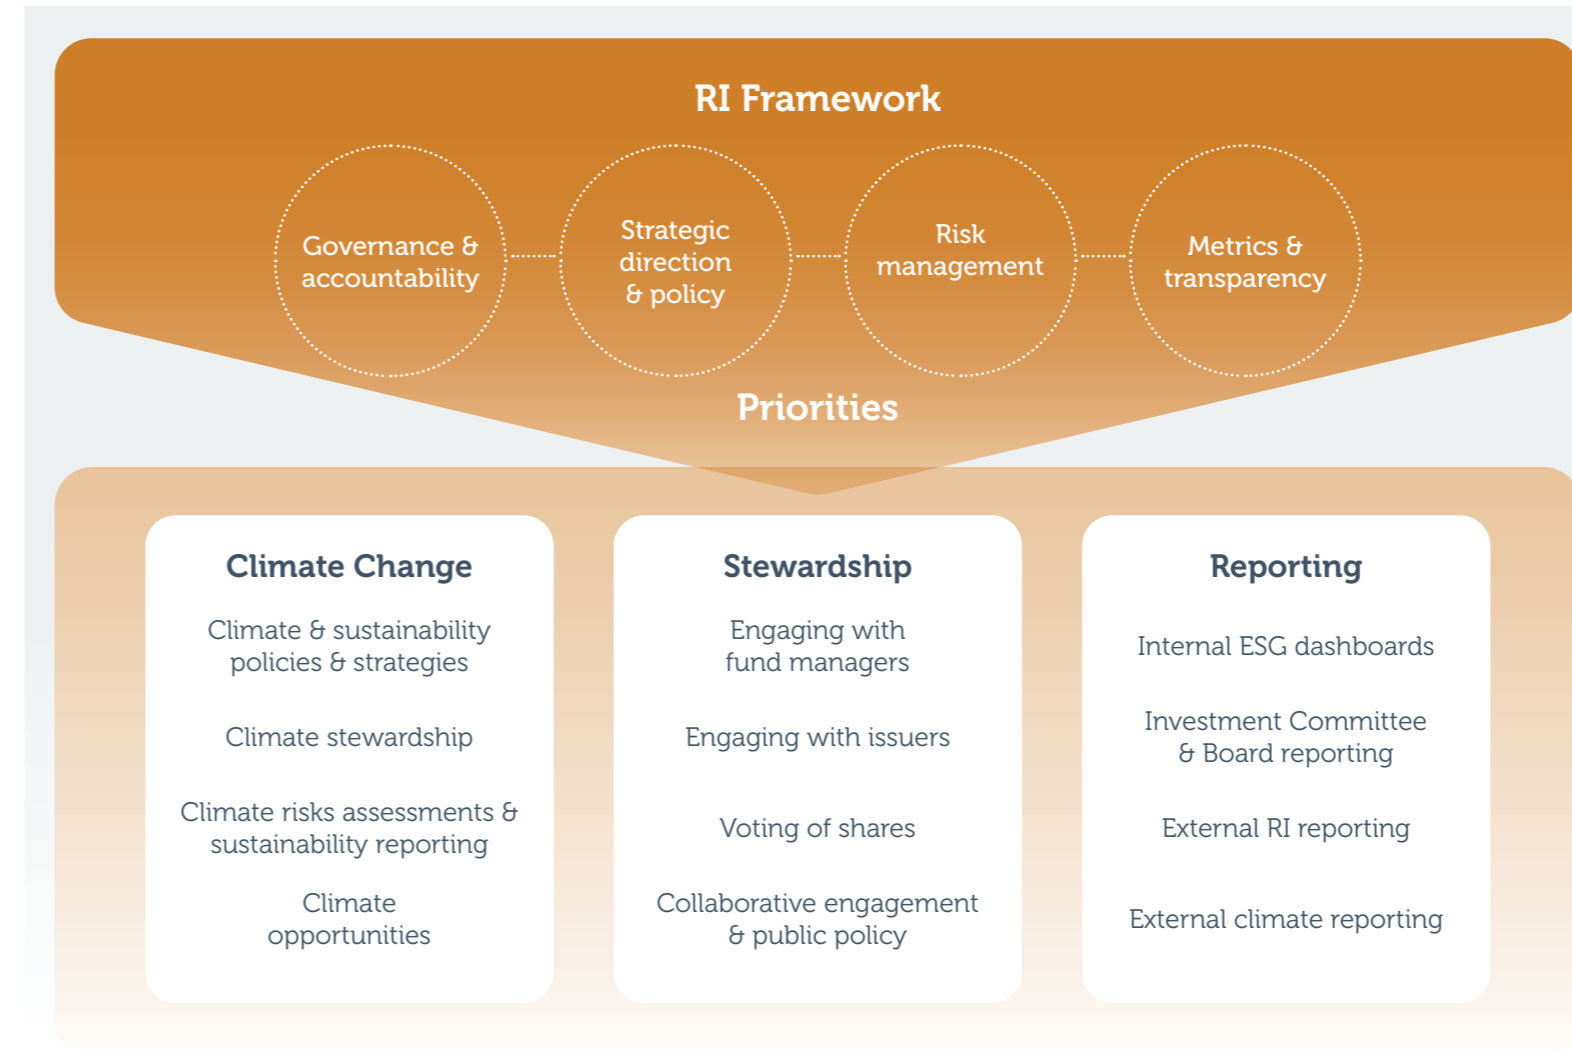 RI Framework
Governance &
accountability
Strategic
direction
& policy
Risk
management
Metrics &
transparency
Priorities
Climate Change
Climate & sustainability
policies & strategies
Climate stewardship
Climate risks assessments &
sustainability reporting
Climate
opportunities
Stewardship
Engaging with
fund managers
Engaging with issuers
Voting of shares
Collaborative engagement
& public policy
Reporting
Internal ESG dashboards
Investment Committee
& Board reporting
External RI reporting
External climate reporting